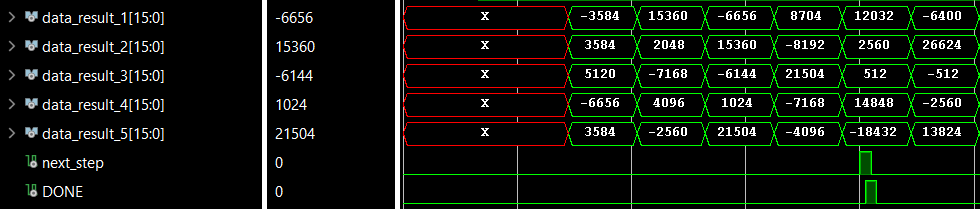 data_result_1[15:0] -6656 X -3584 15360 -6656 8704 12032 -6400
data_result_2[15:0] 15360 X 3584 2048 15360 -8192 2560 26624
data_result_3[15:0] -6144 X 5120 -7168 -6144 21504 512 -512
data_result_4[15:0] 1024 X -6656 4096 1024 -7168 14848 -2560
data_result_5[15:0] 21504 X 3584 -2560 21504 -4096 -18432 13824
next_step 0
DONE 0